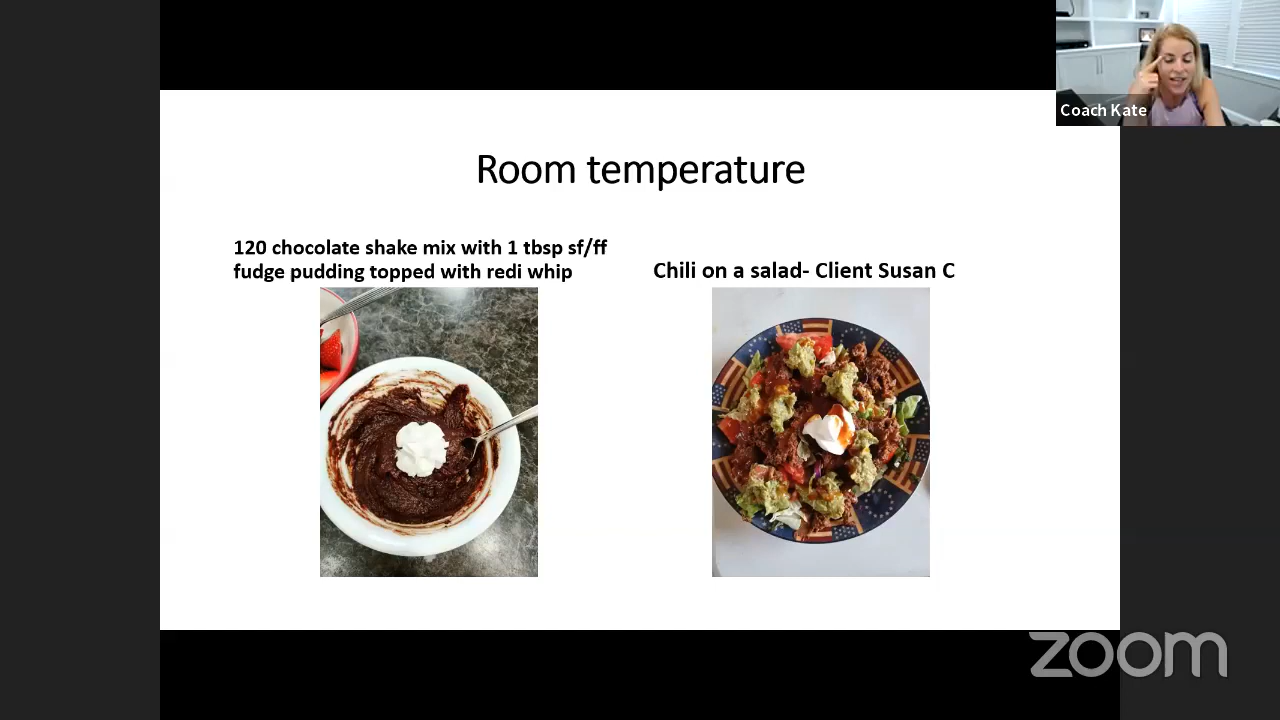 Coach Kate
Room temperature
120 chocolate shake mix with 1 tbsp sf/ff
fudge pudding topped with redi whip
Chili on a salad- Client Susan C
zoom